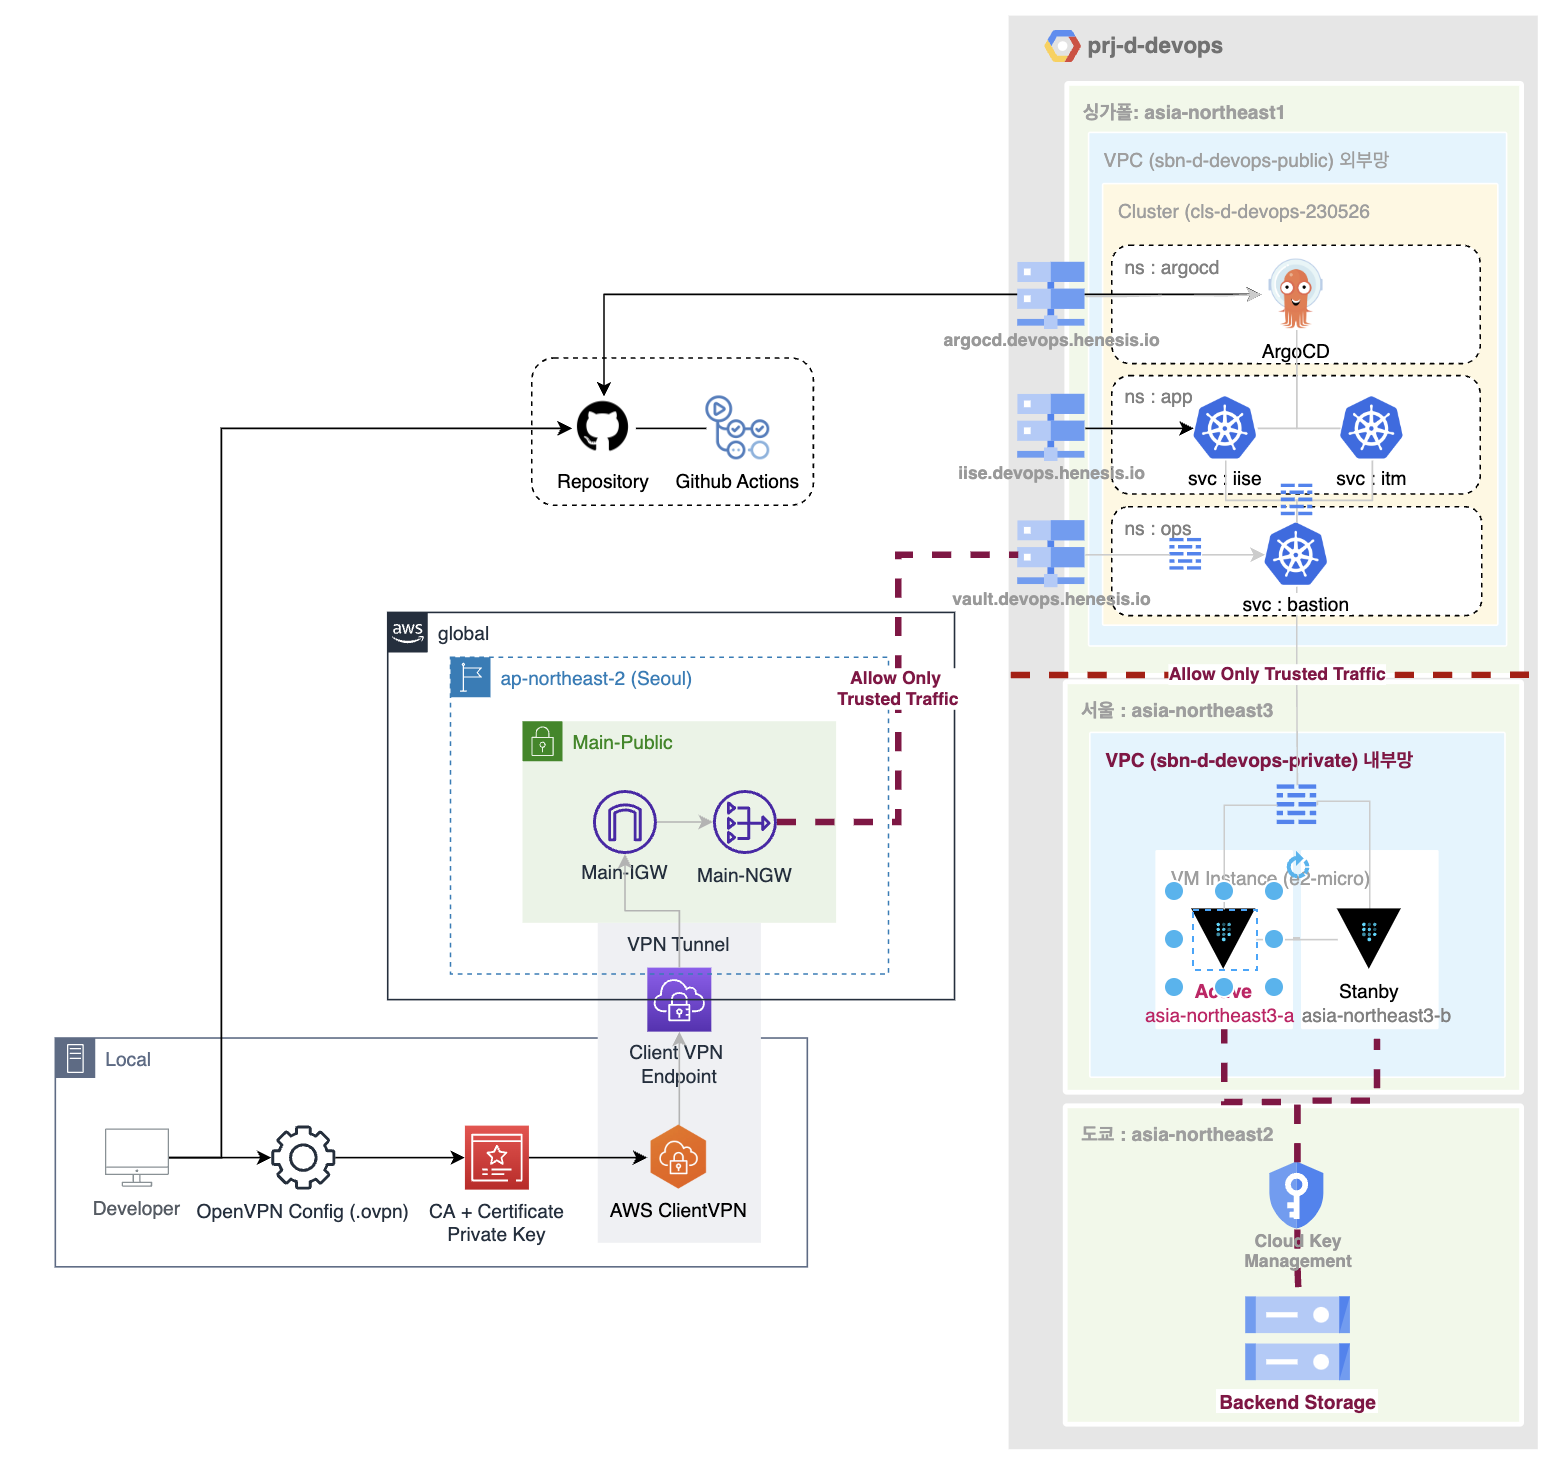 prj-d-devops
싱가폴: asia-northeast1
VPC (sbn-d-devops-public) 외부망
Cluster (cls-d-devops-230526
ns : argocd
ArgoCD
argocd.devops.henesis.io
ns : app
svc : iise
svc : itm
iise.devops.henesis.io
ns : ops
svc : bastion
vault.devops.henesis.io
Repository
Github Actions
aws
global
ap-northeast-2 (Seoul)
Allow Only
Trusted Traffic
Main-Public
Main-IGW
Main-NGW
VPN Tunnel
Client VPN
Endpoint
Local
Developer
OpenVPN Config (.ovpn)
CA + Certificate
Private Key
AWS ClientVPN
Allow Only Trusted Traffic
서울 : asia-northeast3
VPC (sbn-d-devops-private) 내부망
VM Instance (e2-micro)
Active
asia-northeast3-a
Stanby
asia-northeast3-b
도쿄 : asia-northeast2
Cloud Key
Management
Backend Storage